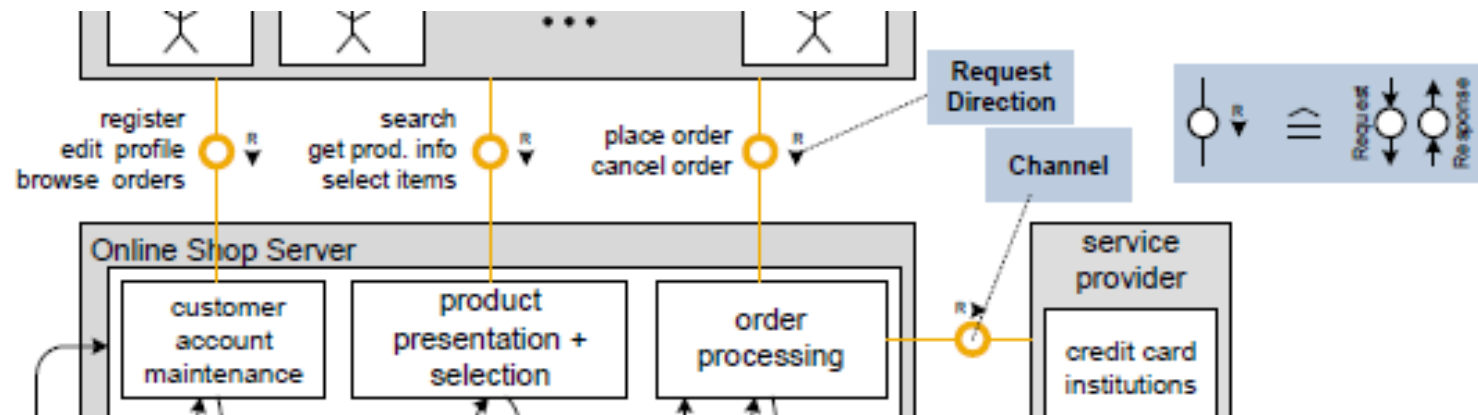 register
edit profile
browse orders
R
search
get prod. info
select items
R
place order
cancel order
R
Request
Direction
Channel
R
Request
Response
Online Shop Server
customer
account
maintenance
product
presentation +
selection
order
processing
R
service
provider
credit card
institutions